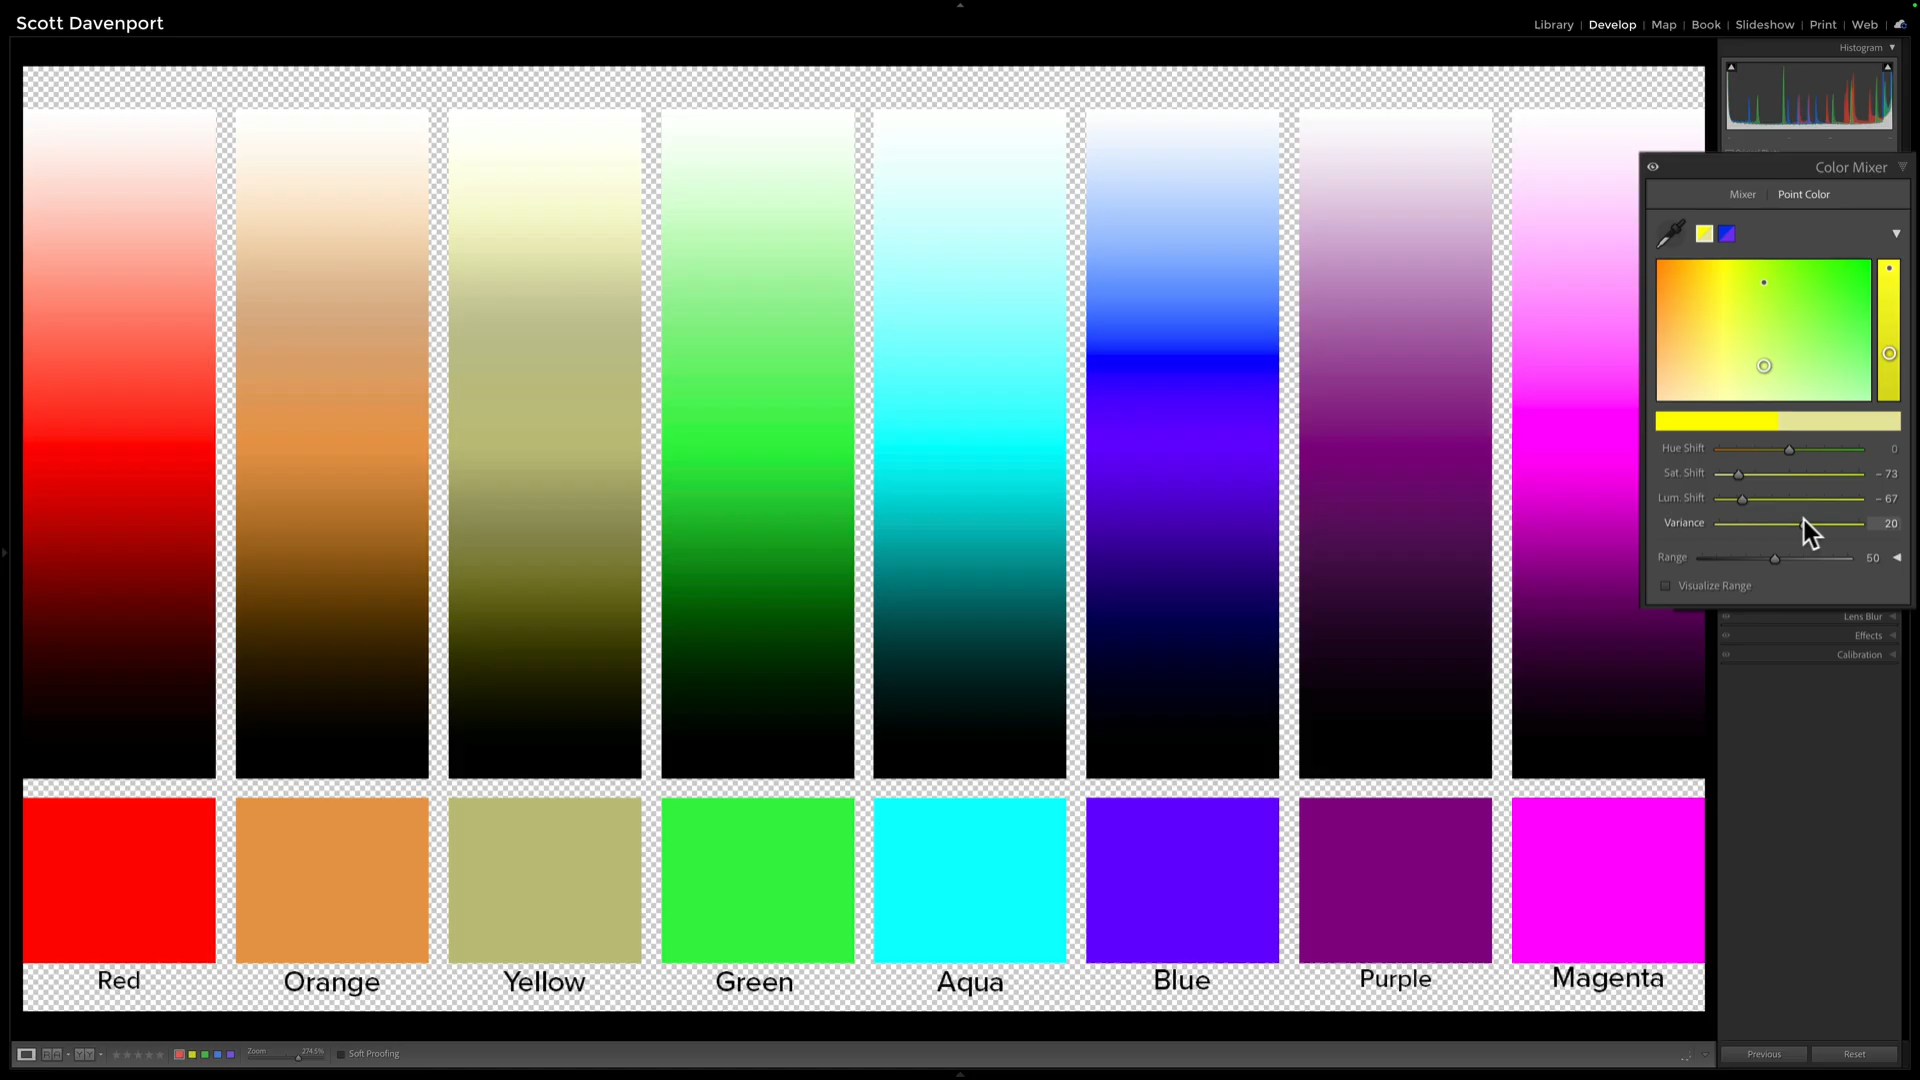 Scott Davenport
Library | Develop | Map | Book | Slideshow | Print | Web
Histogram
Color Mixer
Mixer | Point Color
Hue Shift 0
Sat. Shift – 73
Lum. Shift – 67
Variance 20
Range 50
Visualize Range
Lens Blur
Effects
Calibration
Red
Orange
Yellow
Green
Aqua
Blue
Purple
Magenta
Zoom 274.5%
Soft Proofing
Previous
Reset